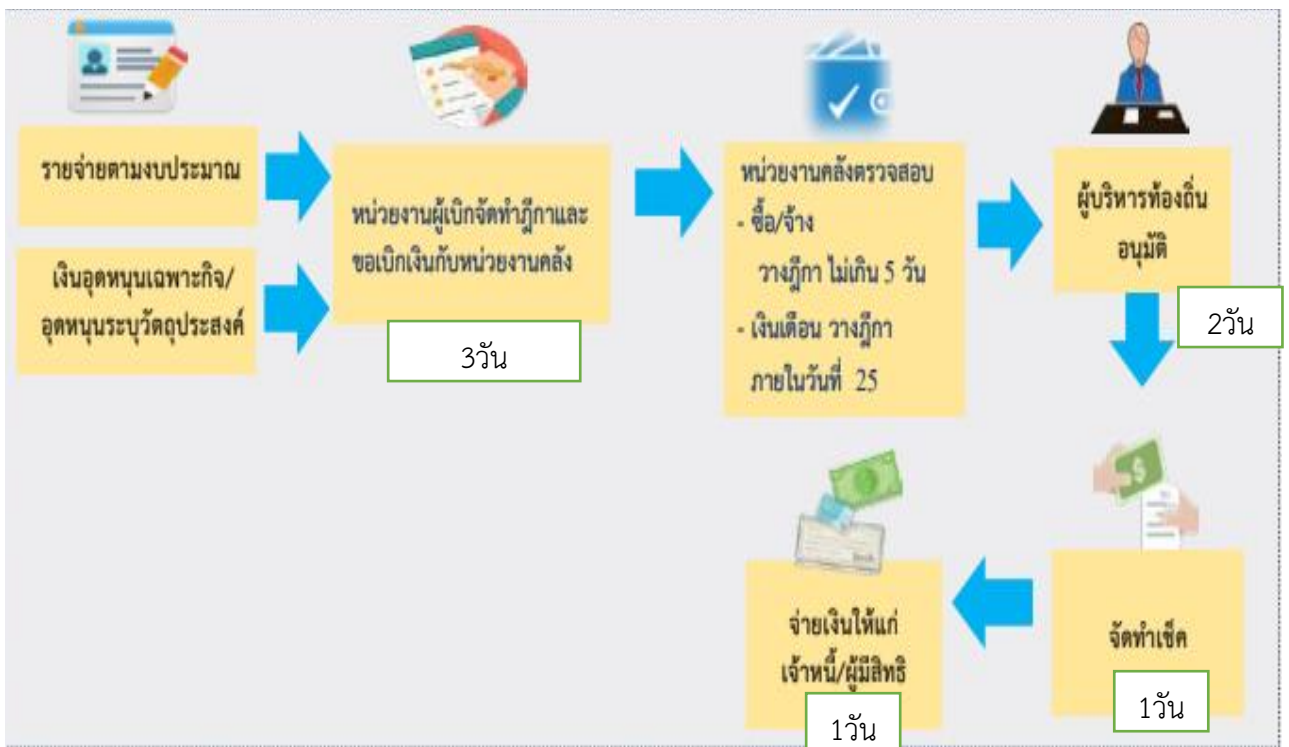 รายจ่ายตามงบประมาณ
เงินอุดหนุนเฉพาะกิจ/
อุดหนุนระบุวัตถุประสงค์
หน่วยงานผู้เบิกจัดทำฎีกาและ
ขอเบิกเงินกับหน่วยงานคลัง
3วัน
หน่วยงานคลังตรวจสอบ
- ซื้อ/จ้าง
วางฎีกา ไม่เกิน 5 วัน
- เงินเดือน วางฎีกา
ภายในวันที่ 25
ผู้บริหารท้องถิ่น
อนุมัติ
2วัน
จัดทำเช็ค
1วัน
จ่ายเงินให้แก่
เจ้าหนี้/ผู้มีสิทธิ
1วัน